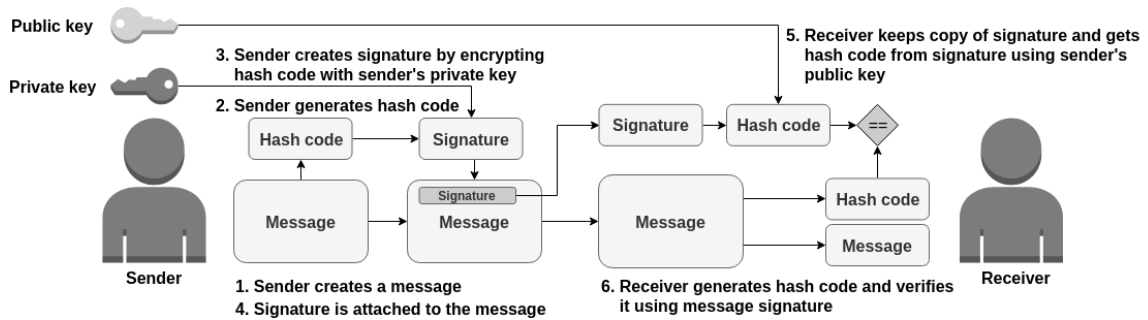 Public key
Private key
3. Sender creates signature by encrypting
hash code with sender's private key
2. Sender generates hash code
5. Receiver keeps copy of signature and gets
hash code from signature using sender's
public key
Hash code
Signature
Signature
Hash code
==
Message
Signature
Message
Message
Hash code
Message
Sender
Receiver
1. Sender creates a message
4. Signature is attached to the message
6. Receiver generates hash code and verifies
it using message signature